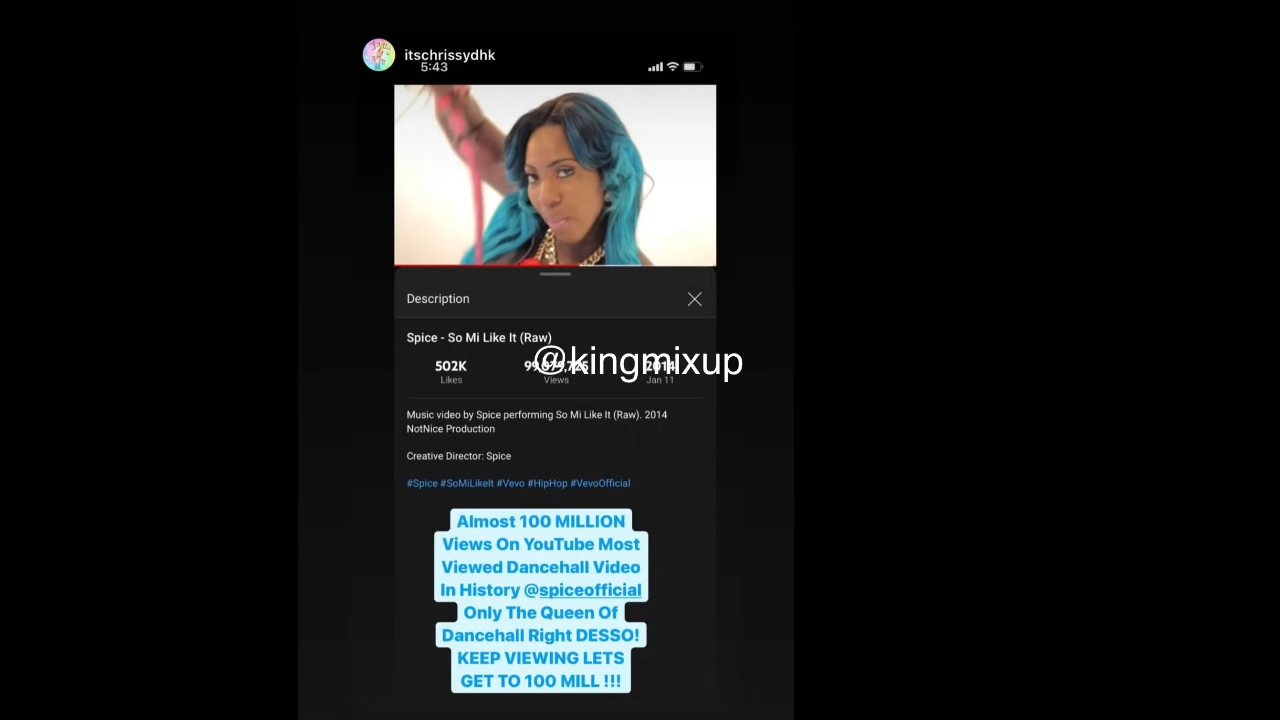 itschrissydhk
5:43
Description
Spice - So Mi Like It (Raw)
502K
2014
Likes
Views
Jan 11
@kingmixup
Music video by Spice performing So Mi Like It (Raw). 2014
NotNice Production
Creative Director: Spice
#Spice #SoMiLikeIt #Vevo #HipHop #VevoOfficial
Almost 100 MILLION
Views On YouTube Most
Viewed Dancehall Video
In History @spiceofficial
Only The Queen Of
Dancehall Right DESSO!
KEEP VIEWING LETS
GET TO 100 MILL !!!